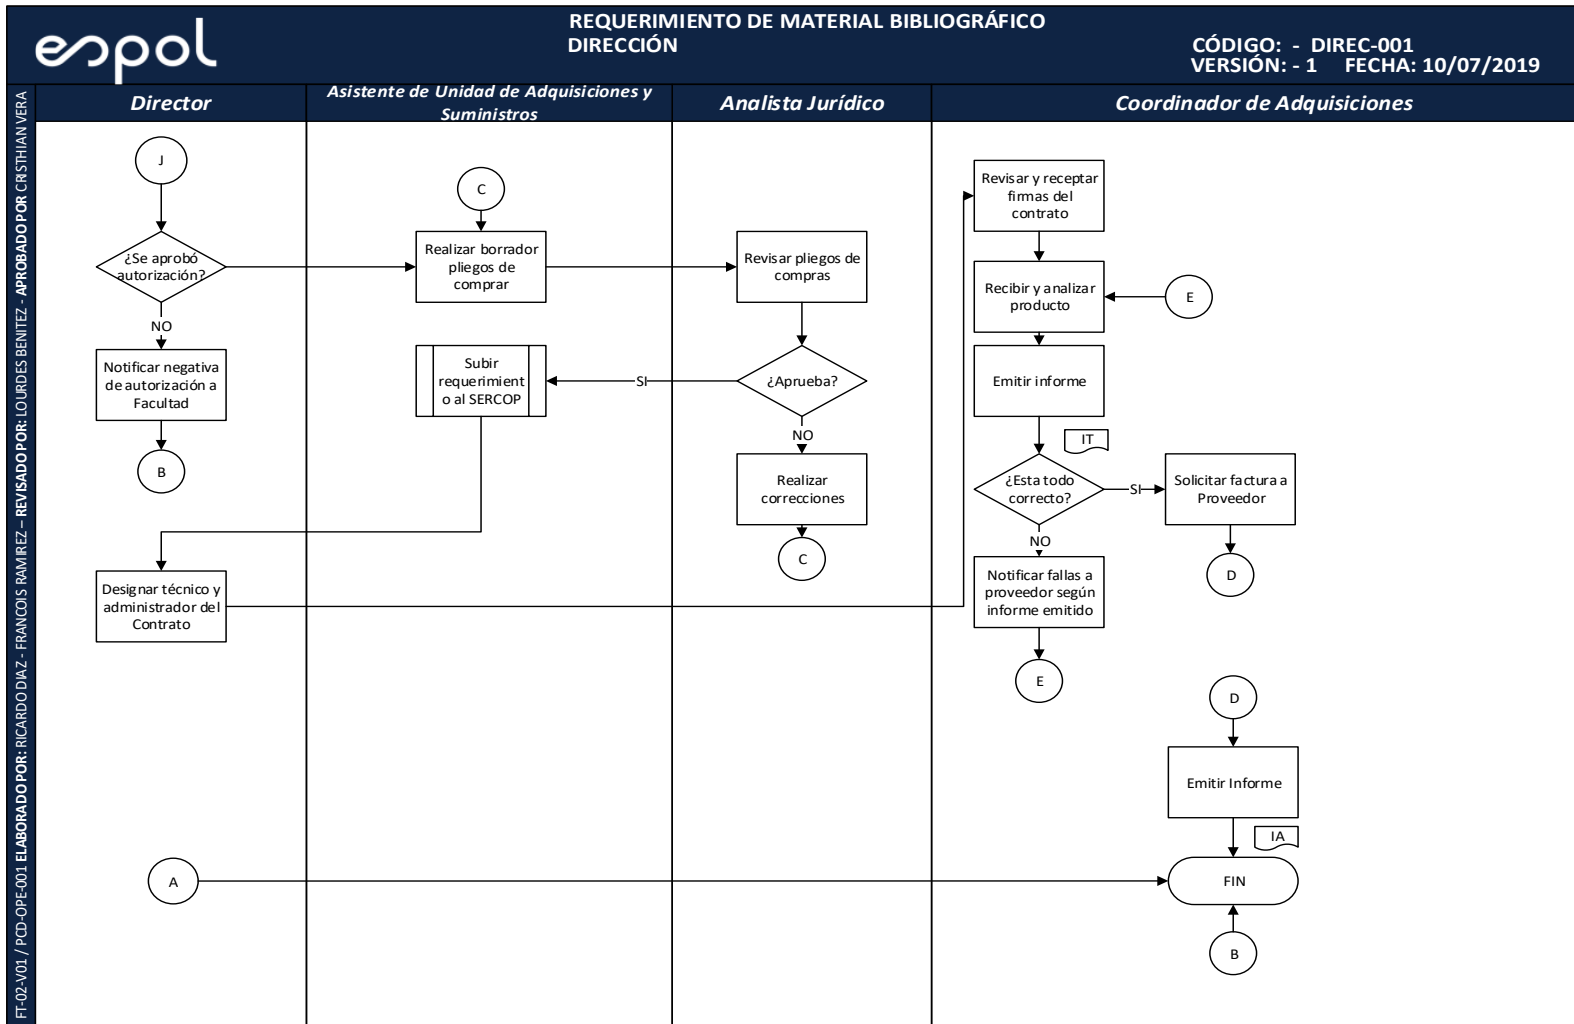 espol
REQUERIMIENTO DE MATERIAL BIBLIOGRÁFICO
DIRECCIÓN
CÓDIGO: - DIREC-001
VERSIÓN: - 1 FECHA: 10/07/2019
FT-02-V01 / PCD-OPE-001 ELABORADO POR: RICARDO DIAZ - FRANCOIS RAMIREZ – REVISADO POR: LOURDES BENITEZ - APROBADO POR CRISTHIAN VERA
Director
Asistente de Unidad de Adquisiciones y
Suministros
Analista Jurídico
Coordinador de Adquisiciones
J
¿Se aprobó
autorización?
NO
Notificar negativa
de autorización a
Facultad
B
Designar técnico y
administrador del
Contrato
A
C
Realizar borrador
pliegos de
comprar
Subir
requerimient
o al SERCOP
Revisar pliegos de
compras
¿Aprueba?
SI
NO
Realizar
correcciones
C
Revisar y receptar
firmas del
contrato
Recibir y analizar
producto
E
Emitir informe
IT
¿Esta todo
correcto?
SI
Solicitar factura a
Proveedor
D
NO
Notificar fallas a
proveedor según
informe emitido
E
D
Emitir Informe
IA
FIN
B